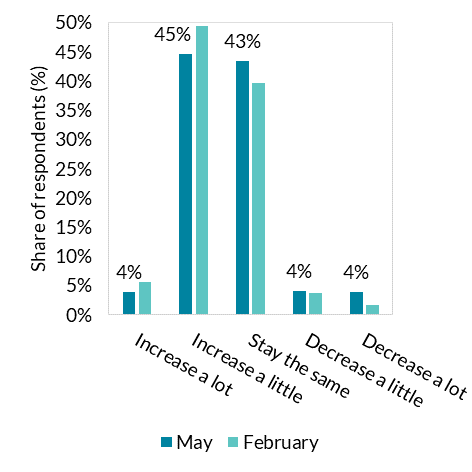 50%
45%
40%
35%
30%
25%
20%
15%
10%
5%
0%
Share of respondents (%)
4%
45%
43%
4%
4%
Increase a lot
Increase a little
Stay the same
Decrease a little
Decrease a lot
May
February